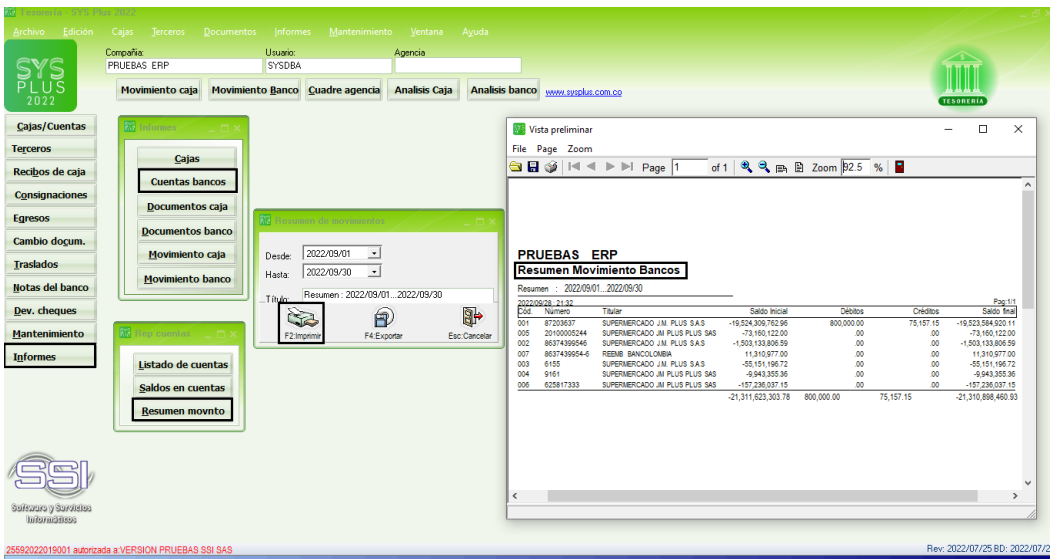 Tesorería - SYS Plus 2022
Archivo Edición Cajas Terceros Documentos Informes Mantenimiento Ventana Ayuda
SYS PLUS 2022
Compañia: Usuario: Agencia
PRUEBAS ERP SYSDBA
Movimiento caja Movimiento Banco Cuadre agencia Analisis Caja Analisis banco www.sysplus.com.co
TESORERÍA
Cajas/Cuentas
Terceros
Recibos de caja
Consignaciones
Egresos
Cambio docum.
Traslados
Notas del banco
Dev. cheques
Mantenimiento
Informes
Informes
Cajas
Cuentas bancos
Documentos caja
Documentos banco
Movimiento caja
Movimiento banco
Rep cuentas
Listado de cuentas
Saldos en cuentas
Resumen movnto
Resumen de movimientos
Desde: 2022/09/01
Hasta: 2022/09/30
Título: Resumen : 2022/09/01...2022/09/30
F2:Imprimir F4:Exportar Esc:Cancelar
Vista preliminar
File Page Zoom
Page 1 of 1 Zoom 92.5 %
PRUEBAS ERP
Resumen Movimiento Bancos
Resumen : 2022/09/01...2022/09/30
2022/09/28 21:32 Pag:1/1
Cód. Número Titular Saldo Inicial Débitos Créditos Saldo final
001 87203637 SUPERMERCADO J.M. PLUS S.A.S -19,524,309,762.96 800,000.00 75,157.15 -19,523,584,920.11
005 20100005244 SUPERMERCADO JM PLUS PLUS SAS -73,160,122.00 .00 .00 -73,160,122.00
002 86374399546 SUPERMERCADO J.M. PLUS S.A.S -1,503,133,806.59 .00 .00 -1,503,133,806.59
007 8637439954-6 REEMB BANCOLOMBIA 11,310,977.00 .00 .00 11,310,977.00
003 6155 SUPERMERCADO J.M. PLUS S.A.S -55,151,196.72 .00 .00 -55,151,196.72
004 9161 SUPERMERCADO JM PLUS PLUS SAS -9,943,355.36 .00 .00 -9,943,355.36
006 625817333 SUPERMERCADO JM PLUS PLUS SAS -157,236,037.15 .00 .00 -157,236,037.15
-21,311,623,303.78 800,000.00 75,157.15 -21,310,898,460.93
SSI
Software y Servicios
Informáticos
25592022019001 autorizada a:VERSION PRUEBAS SSI SAS
Rev: 2022/07/25 BD: 2022/07/2